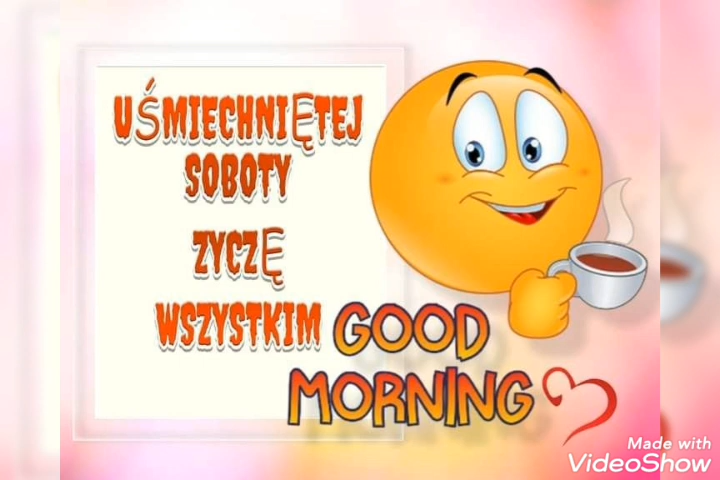 UŚMIECHNIĘTEJ
SOBOTY
ZYCZĘ
WSZYSTKIM
GOOD
MORNING
Made with
VideoShow